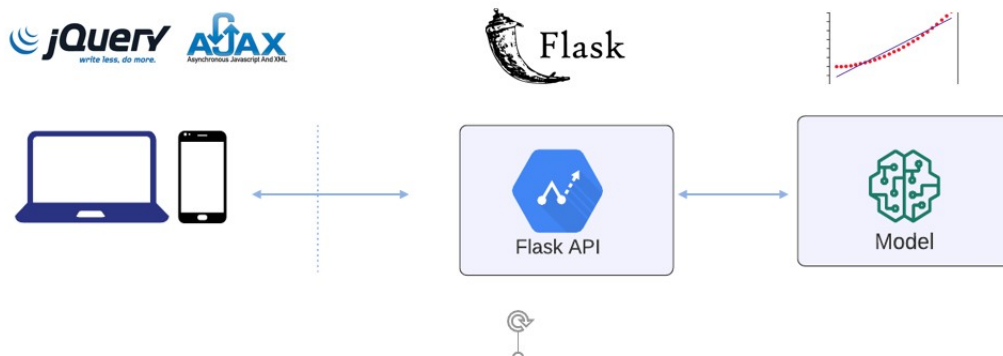 jQuery
write less, do more.
AJAX
Asynchronous Javascript And XML
Flask
Flask API
Model